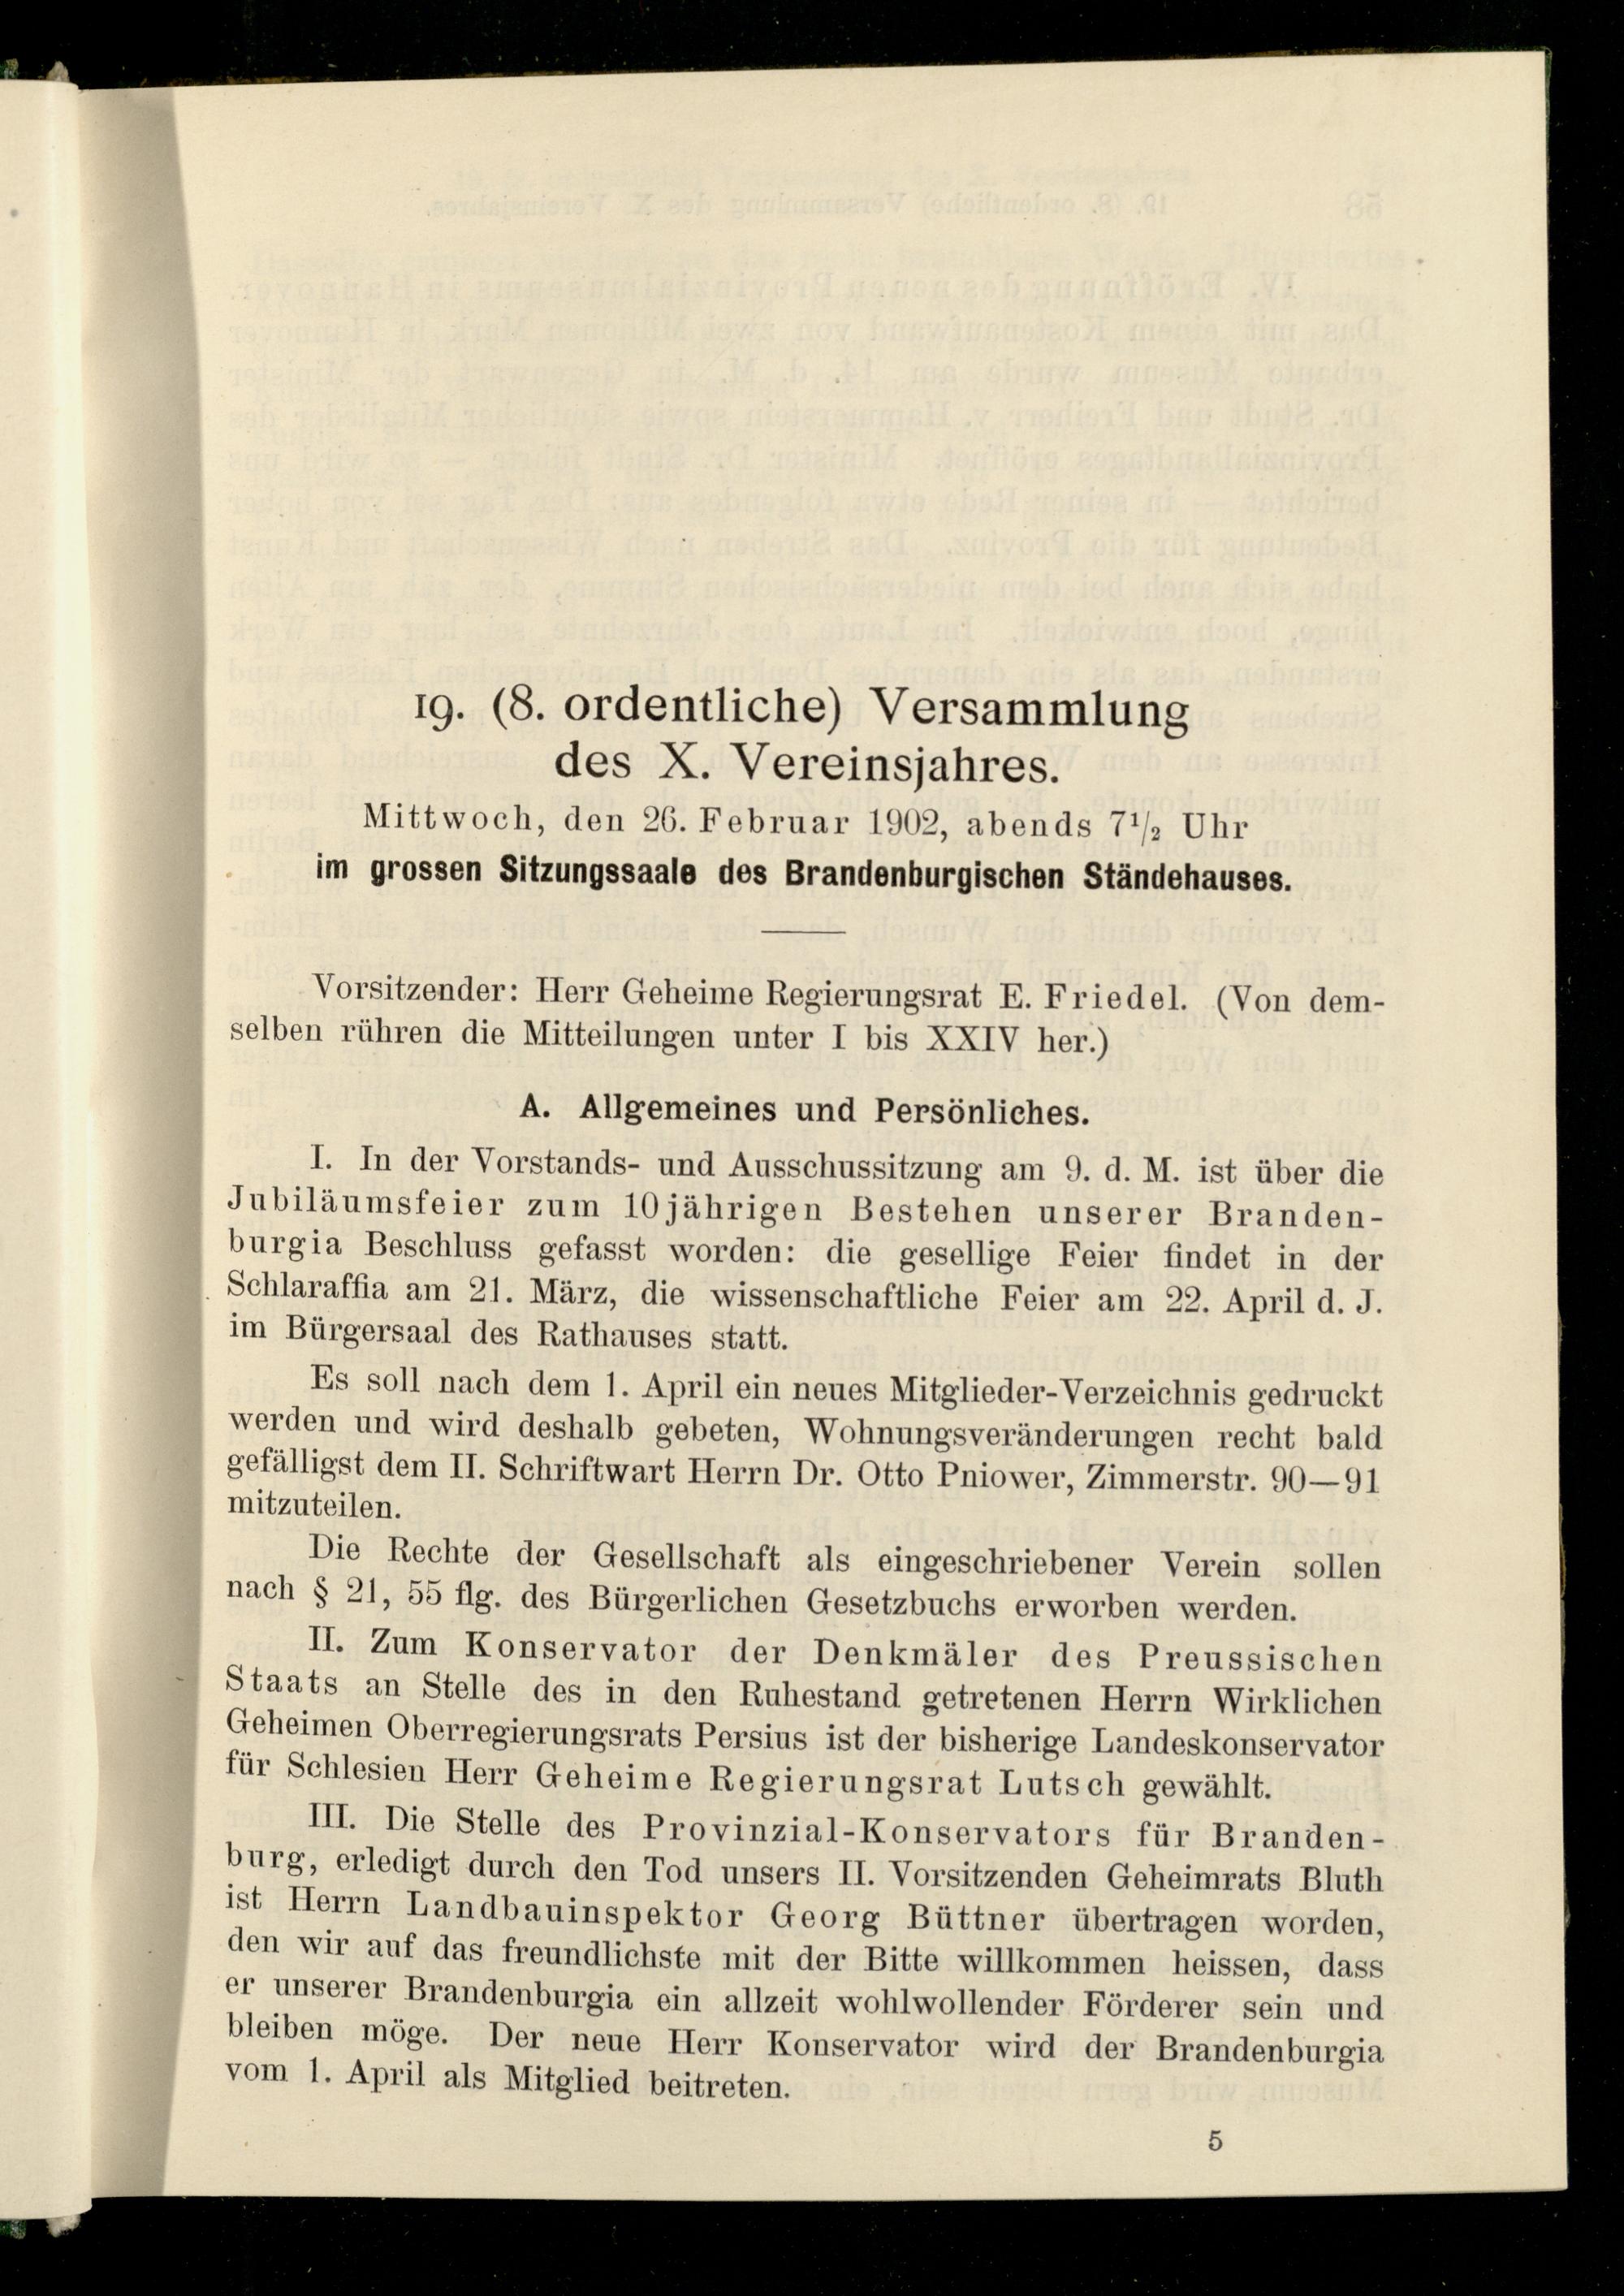 19. (8. ordentliche) Versammlung
des X. Vereinsjahres.
Mittwoch, den 26. Februar 1902, abends 7½ Uhr
im grossen Sitzungssaale des Brandenburgischen Ständehauses.
Vorsitzender: Herr Geheime Regierungsrat E. Friedel. (Von dem-
selben rühren die Mitteilungen unter I bis XXIV her.)
A. Allgemeines und Persönliches.
I. In der Vorstands- und Ausschussitzung am 9. d. M. ist über die
Jubiläumsfeier zum 10jährigen Bestehen unserer Branden-
burgia Beschluss gefasst worden: die gesellige Feier findet in der
Schlaraffia am 21. März, die wissenschaftliche Feier am 22. April d. J.
im Bürgersaal des Rathauses statt.
Es soll nach dem 1. April ein neues Mitglieder-Verzeichnis gedruckt
werden und wird deshalb gebeten, Wohnungsveränderungen recht bald
gefälligst dem II. Schriftwart Herrn Dr. Otto Pniower, Zimmerstr. 90—91
mitzuteilen.
Die Rechte der Gesellschaft als eingeschriebener Verein sollen
nach § 21, 55 flg. des Bürgerlichen Gesetzbuchs erworben werden.
II. Zum Konservator der Denkmäler des Preussischen
Staats an Stelle des in den Ruhestand getretenen Herrn Wirklichen
Geheimen Oberregierungsrats Persius ist der bisherige Landeskonservator
für Schlesien Herr Geheime Regierungsrat Lutsch gewählt.
III. Die Stelle des Provinzial-Konservators für Branden-
burg, erledigt durch den Tod unsers II. Vorsitzenden Geheimrats Bluth
ist Herrn Landbauinspektor Georg Büttner übertragen worden,
den wir auf das freundlichste mit der Bitte willkommen heissen, dass
er unserer Brandenburgia ein allzeit wohlwollender Förderer sein und
bleiben möge. Der neue Herr Konservator wird der Brandenburgia
vom 1. April als Mitglied beitreten.
5